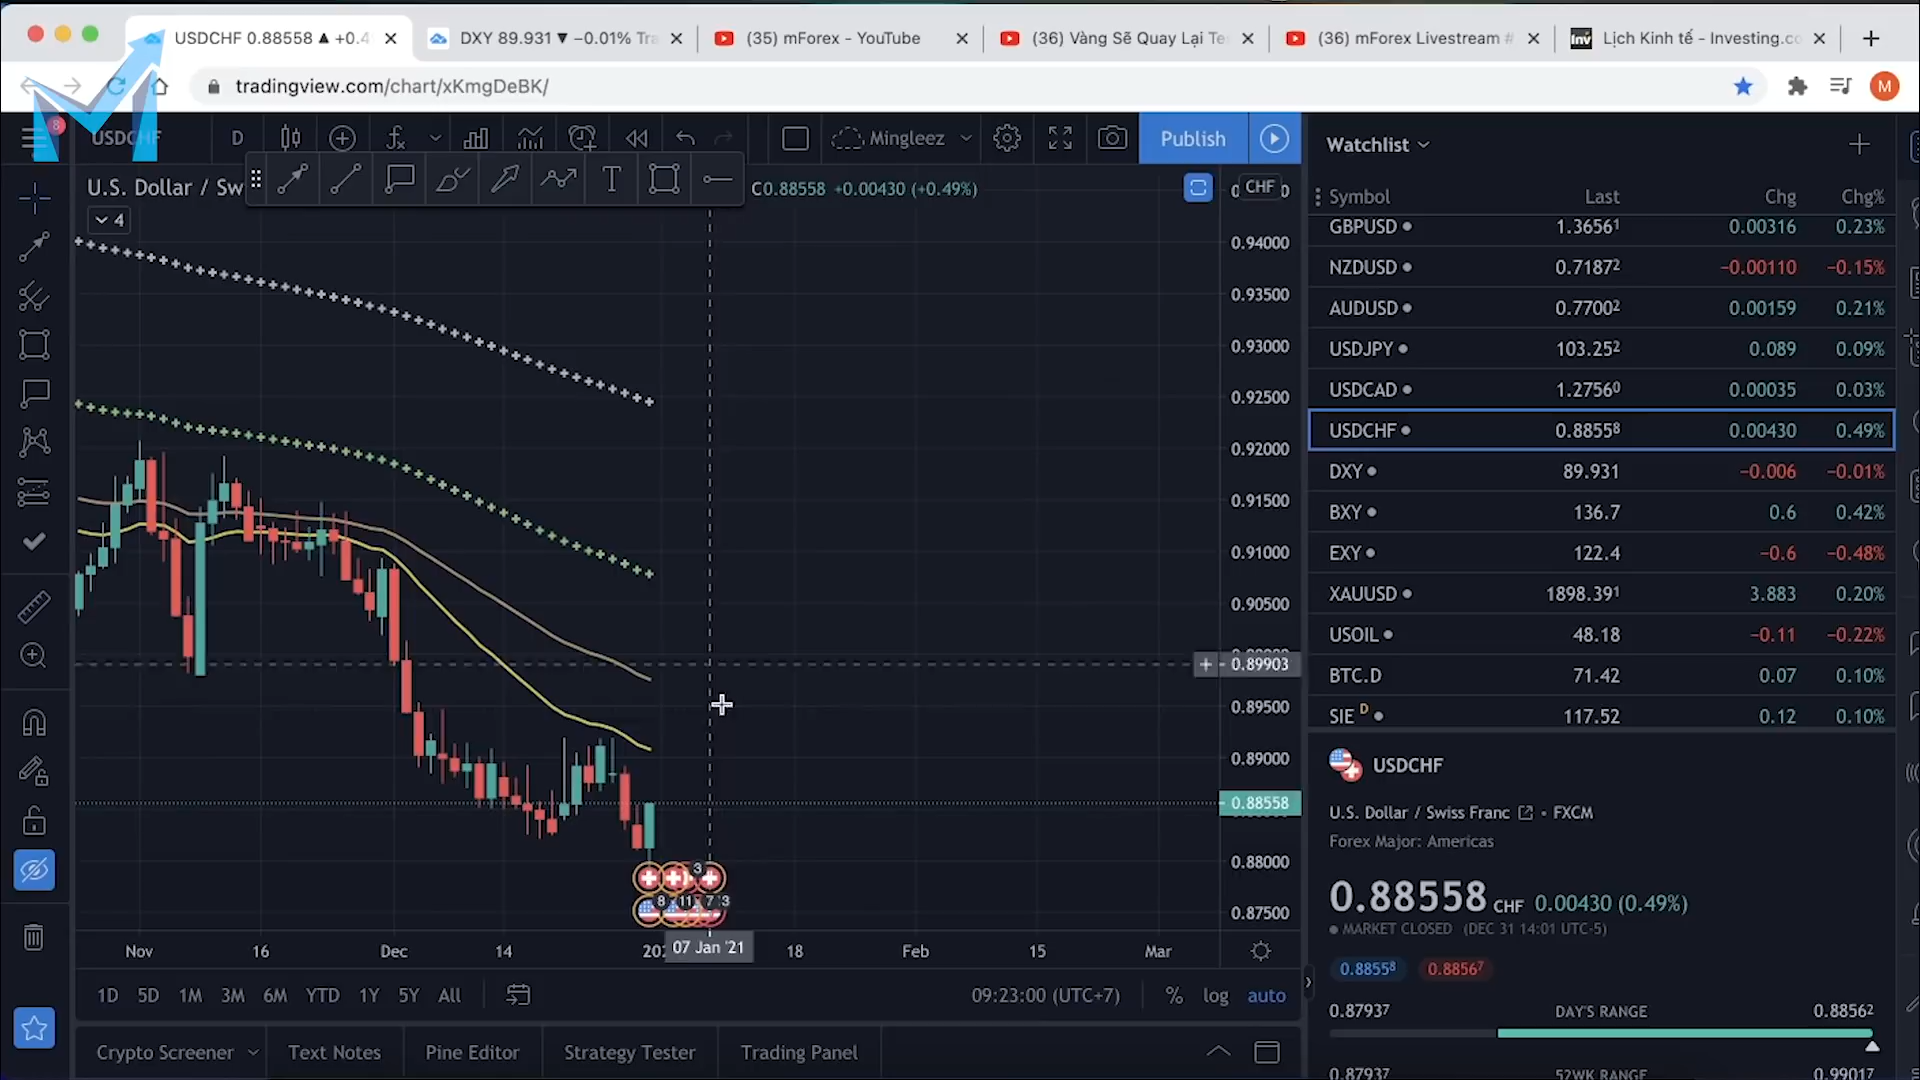 USDCHF 0.88558 ▲ +0.4
DXY 89.931 ▼ −0.01% Tra
(35) mForex - YouTube
(36) Vàng Sẽ Quay Lại Te
(36) mForex Livestream #
Inv
Lịch Kinh tế - Investing.co
tradingview.com/chart/xKmgDeBK/
M
8
USDCHF
D
Mingleez
Publish
U.S. Dollar / Sw
T
C0.88558 +0.00430 (+0.49%)
CHF
4
0.94000
0.93500
0.93000
0.92500
0.92000
0.91500
0.91000
0.90500
0.89903
0.89500
0.89000
0.88558
0.88000
0.87500
3
8
11
7
3
Nov
16
Dec
14
202
07 Jan '21
18
Feb
15
Mar
1D 5D 1M 3M 6M YTD 1Y 5Y All
09:23:00 (UTC+7)
% log auto
Crypto Screener
Text Notes
Pine Editor
Strategy Tester
Trading Panel
Watchlist
Symbol Last Chg Chg%
GBPUSD 1.36561 0.00316 0.23%
NZDUSD 0.71872 −0.00110 −0.15%
AUDUSD 0.77002 0.00159 0.21%
USDJPY 103.252 0.089 0.09%
USDCAD 1.27560 0.00035 0.03%
USDCHF 0.88558 0.00430 0.49%
DXY 89.931 −0.006 −0.01%
BXY 136.7 0.6 0.42%
EXY 122.4 −0.6 −0.48%
XAUUSD 1898.391 3.883 0.20%
USOIL 48.18 −0.11 −0.22%
BTC.D 71.42 0.07 0.10%
SIE D 117.52 0.12 0.10%
USDCHF
U.S. Dollar / Swiss Franc • FXCM
Forex Major: Americas
0.88558 CHF 0.00430 (0.49%)
MARKET CLOSED (DEC 31 14:01 UTC-5)
0.88558 0.88567
0.87937 DAY'S RANGE 0.88562
0.87937 52WK RANGE 0.99017